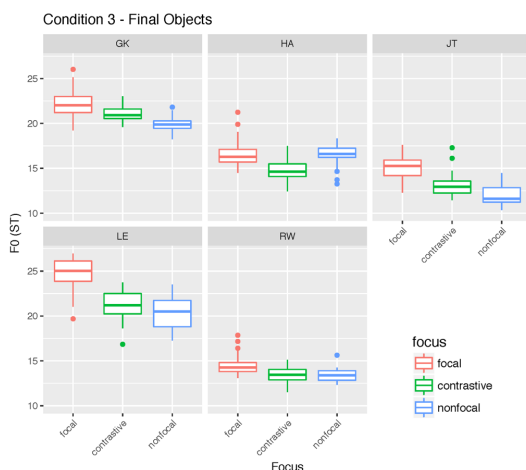 Condition 3 - Final Objects
GK
HA
JT
25
20
15
10
focal
contrastive
nonfocal
LE
RW
25
20
15
10
focal
contrastive
nonfocal
focal
contrastive
nonfocal
F0 (ST)
Focus
focus
focal
contrastive
nonfocal